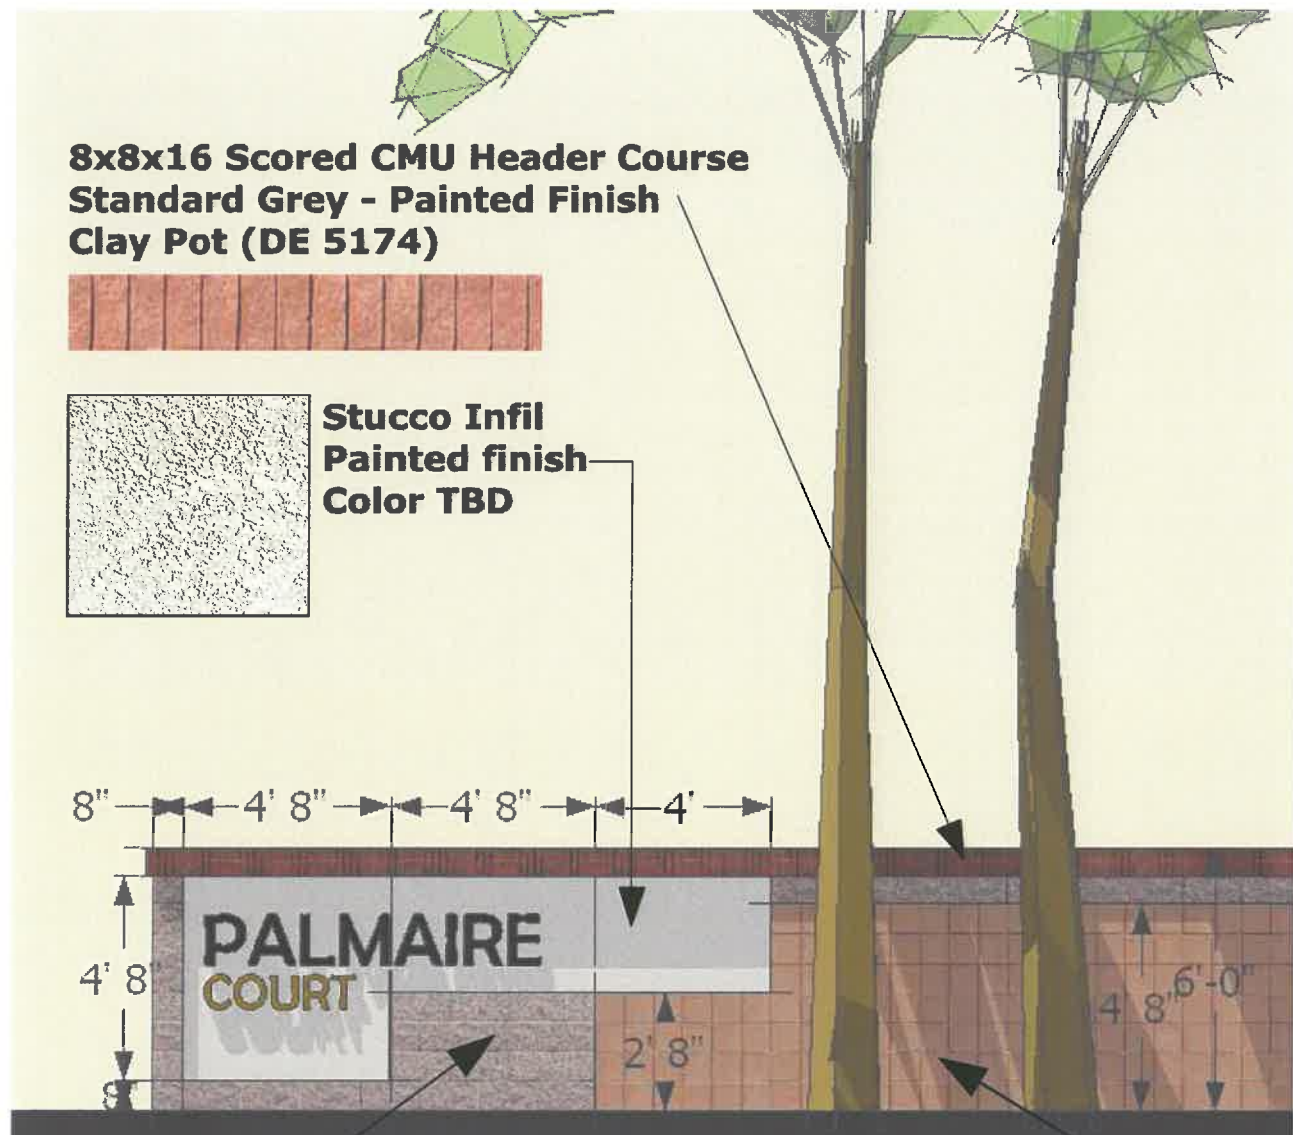 8x8x16 Scored CMU Header Course
Standard Grey - Painted Finish
Clay Pot (DE 5174)
Stucco Infil
Painted finish
Color TBD
8" 4' 8" 4' 8" 4'
PALMAIRE
COURT
4' 8"
8"
2' 8"
4' 8"
6'-0"